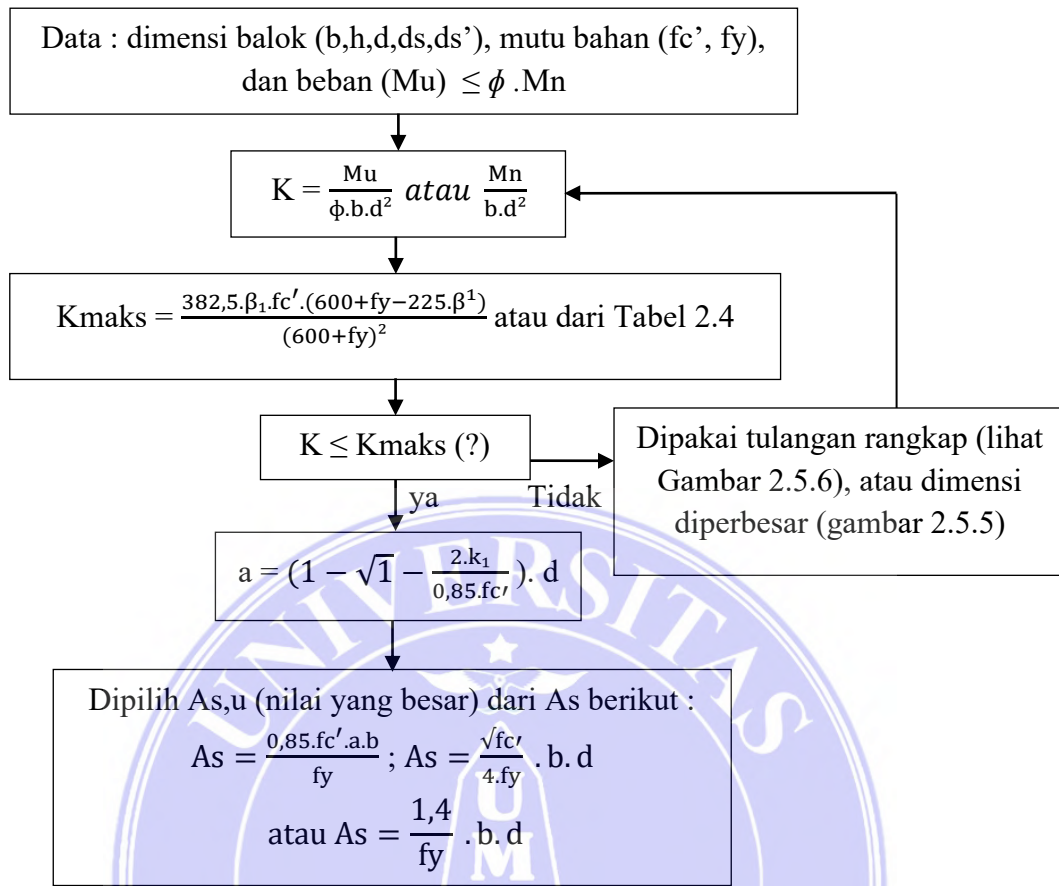 Data : dimensi balok (b,h,d,ds,ds’), mutu bahan (fc’, fy),
dan beban (Mu) ≤ ϕ .Mn
K = Mu/ϕ.b.d² atau Mn/b.d²
Kmaks = 382,5.β₁.fc′.(600+fy−225.β¹)/(600+fy)² atau dari Tabel 2.4
K ≤ Kmaks (?)
ya
Tidak
Dipakai tulangan rangkap (lihat
Gambar 2.5.6), atau dimensi
diperbesar (gambar 2.5.5)
a = (1 − √1 − 2.k₁/0,85.fc′). d
Dipilih As,u (nilai yang besar) dari As berikut :
As = 0,85.fc′.a.b/fy ; As = √fc′/4.fy . b. d
atau As = 1,4/fy . b. d
UNIVERSITAS
U
M